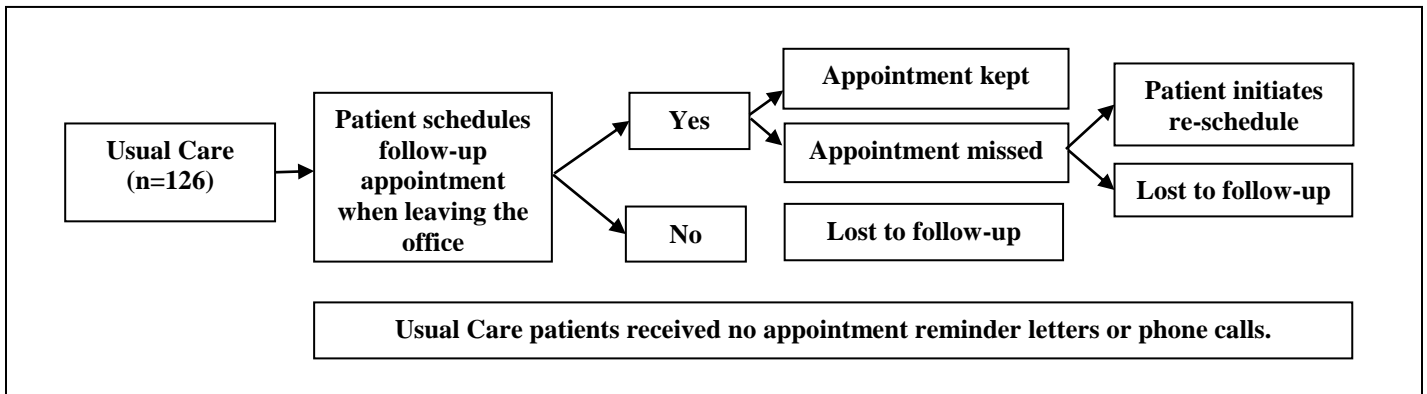 Usual Care
(n=126)
Patient schedules
follow-up
appointment
when leaving the
office
Yes
No
Appointment kept
Appointment missed
Lost to follow-up
Patient initiates
re-schedule
Lost to follow-up
Usual Care patients received no appointment reminder letters or phone calls.